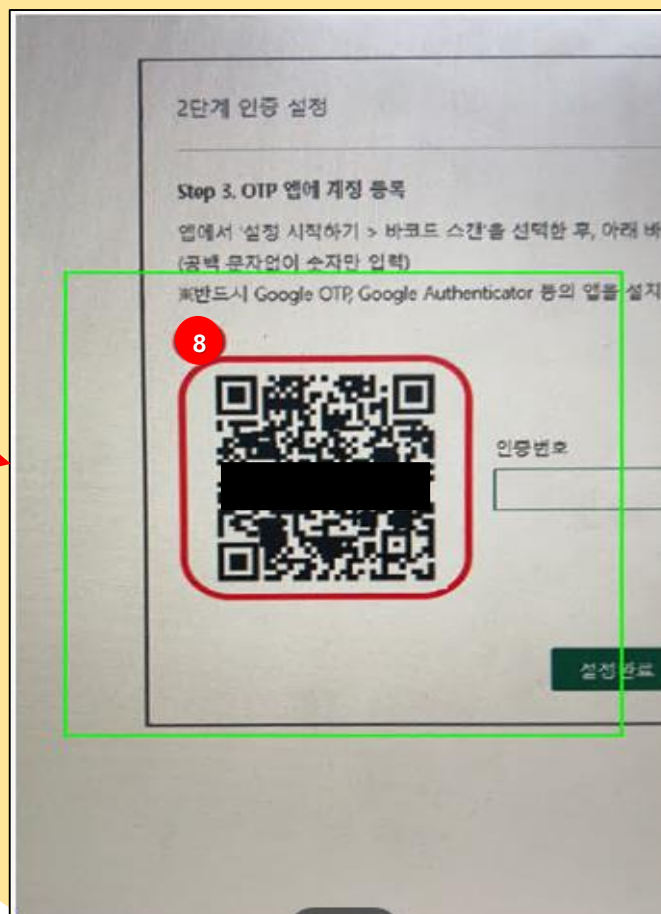 2단계 인증 설정
Step 3. OTP 앱에 계정 등록
앱에서 '설정 시작하기 > 바코드 스캔'을 선택한 후, 아래 바
(공백 문자없이 숫자만 입력)
※반드시 Google OTP, Google Authenticator 등의 앱을 설치
8
인증번호
설정완료